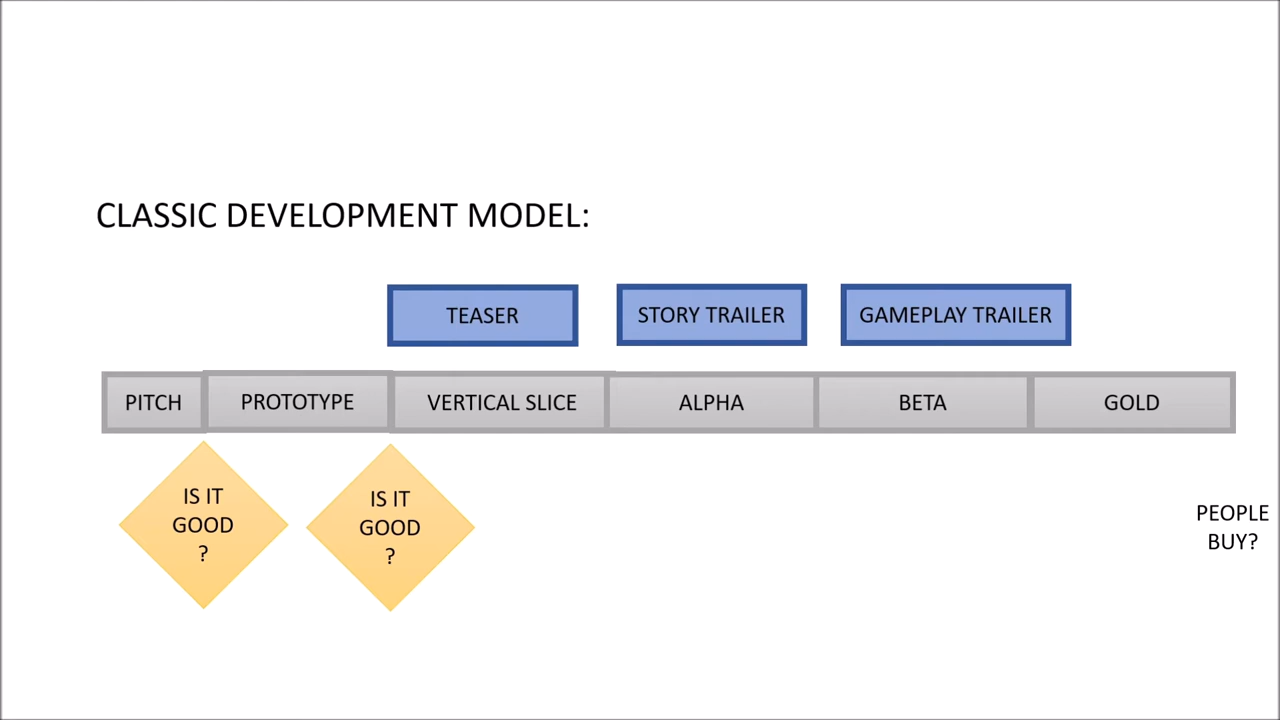 CLASSIC DEVELOPMENT MODEL:
TEASER
STORY TRAILER
GAMEPLAY TRAILER
PITCH
PROTOTYPE
VERTICAL SLICE
ALPHA
BETA
GOLD
IS IT
GOOD
?
IS IT
GOOD
?
PEOPLE
BUY?